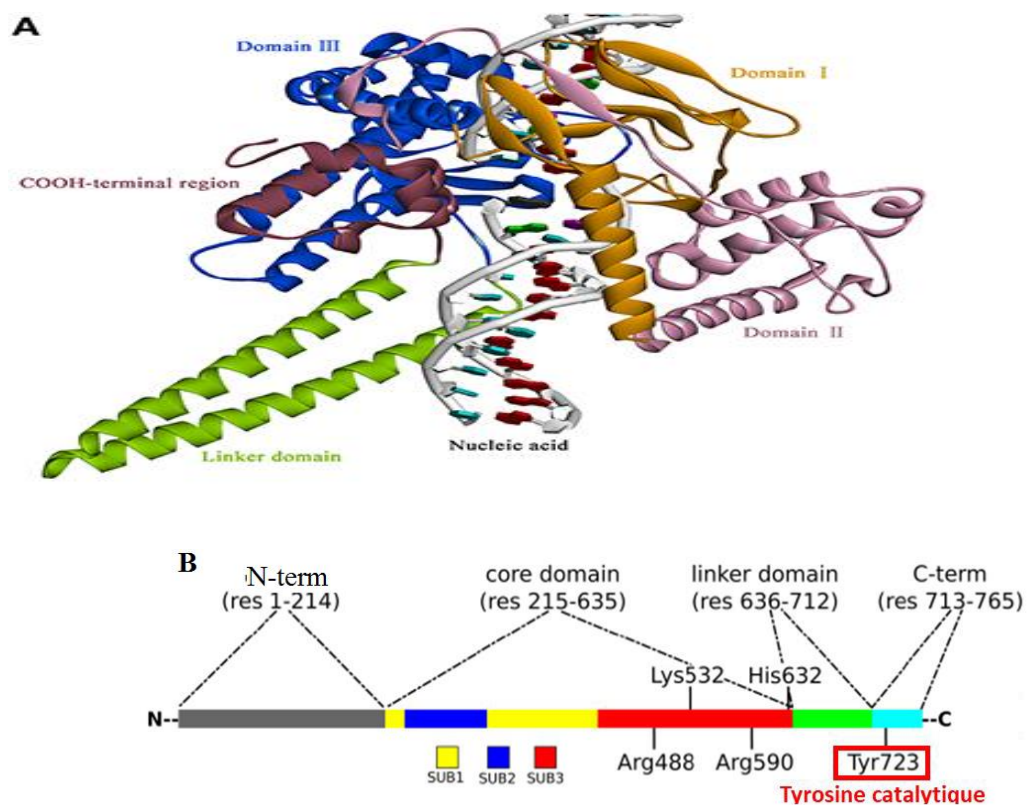 A
Domain III
Domain I
COOH-terminal region
Domain II
Linker domain
Nucleic acid
B
N-term
(res 1-214)
core domain
(res 215-635)
linker domain
(res 636-712)
C-term
(res 713-765)
Lys532
His632
N--
--C
SUB1
SUB2
SUB3
Arg488
Arg590
Tyr723
Tyrosine catalytique